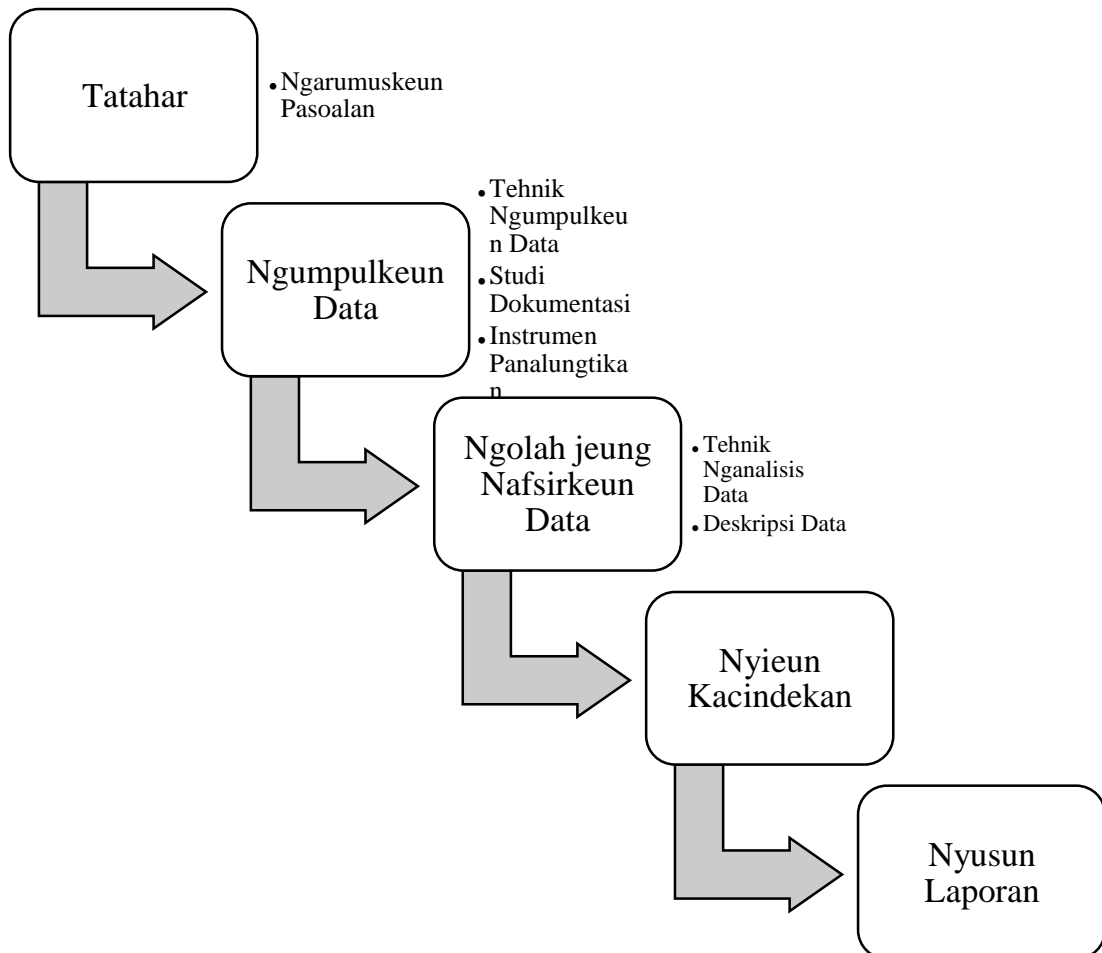 Tatahar
• Ngarumuskeun
Pasoalan
Ngumpulkeun
Data
• Tehnik
Ngumpulkeu
n Data
• Studi
Dokumentasi
• Instrumen
Panalungtika
n
Ngolah jeung
Nafsirkeun
Data
• Tehnik
Nganalisis
Data
• Deskripsi Data
Nyieun
Kacindekan
Nyusun
Laporan